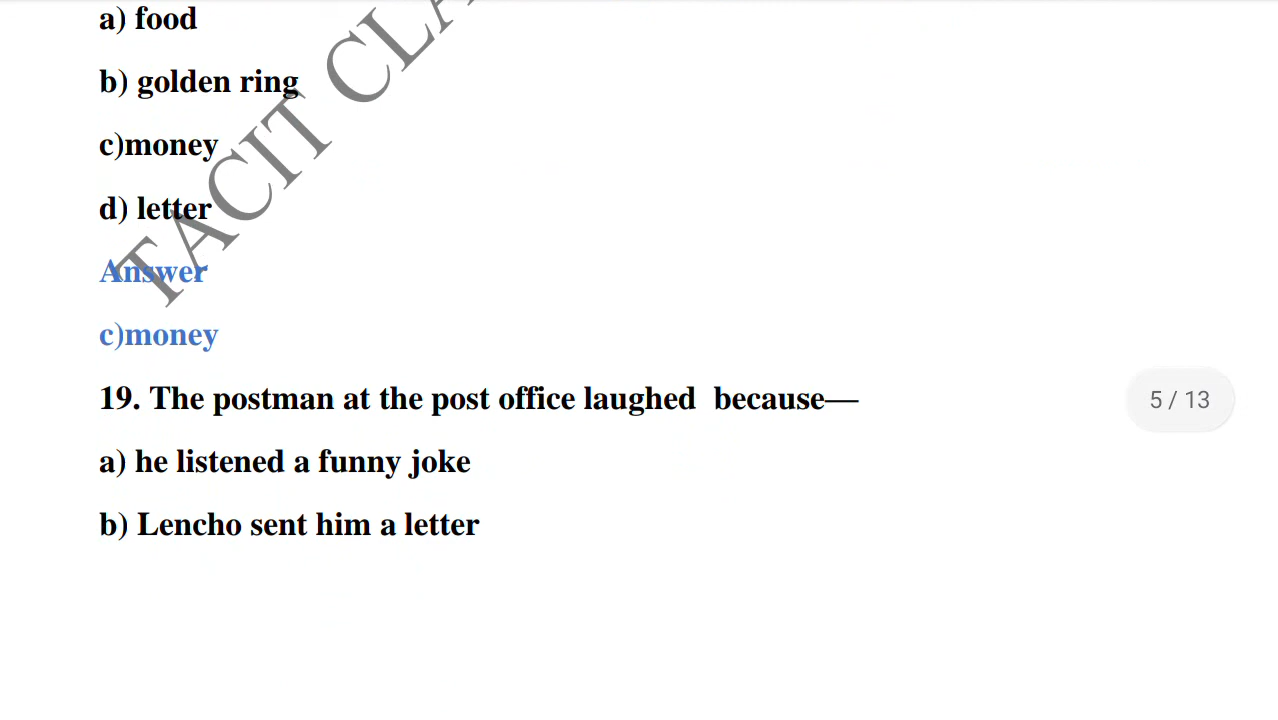 a) food
b) golden ring
c)money
d) letter
Answer
c)money
19. The postman at the post office laughed  because—
5 / 13
a) he listened a funny joke
b) Lencho sent him a letter
TACIT